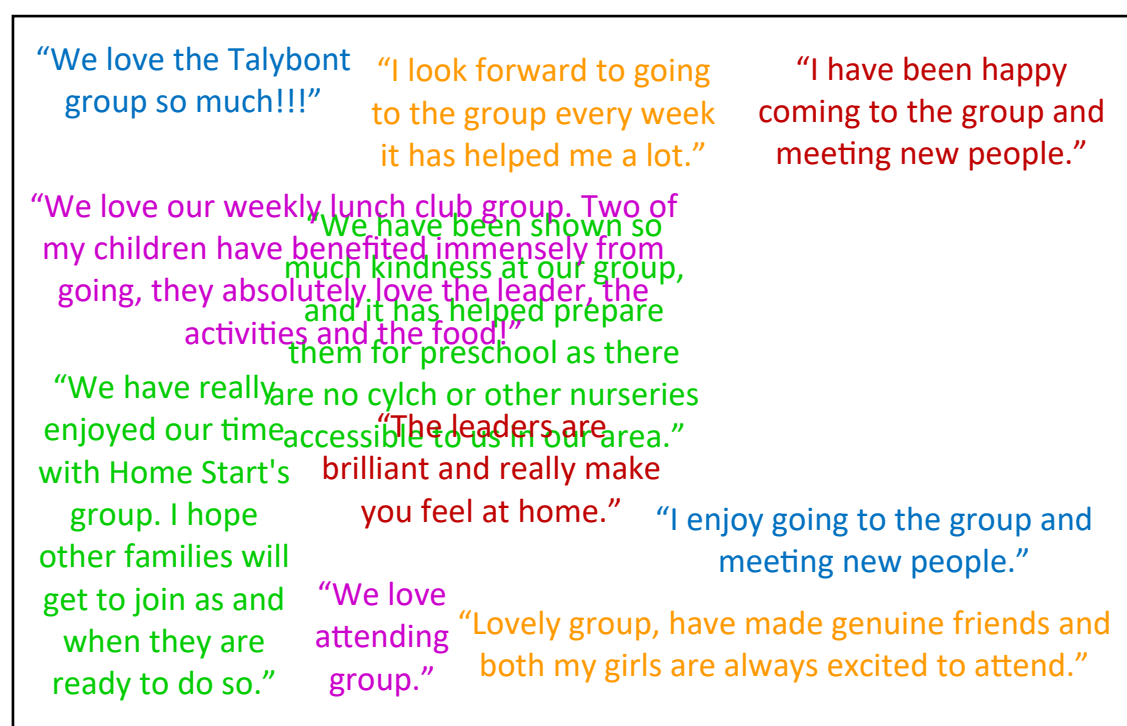 “We love the Talybont
group so much!!!”
“I look forward to going
to the group every week
it has helped me a lot.”
“I have been happy
coming to the group and
meeting new people.”
“We love our weekly lunch club group. Two of
my children have benefited immensely from
going, they absolutely love the leader, the
activities and the food!”
“We have been shown so
much kindness at our group,
and it has helped prepare
them for preschool as there
are no cylch or other nurseries
accessible to us in our area.”
“We have really
enjoyed our time
with Home Start's
group. I hope
other families will
get to join as and
when they are
ready to do so.”
“The leaders are
brilliant and really make
you feel at home.”
“I enjoy going to the group and
meeting new people.”
“We love
attending
group.”
“Lovely group, have made genuine friends and
both my girls are always excited to attend.”